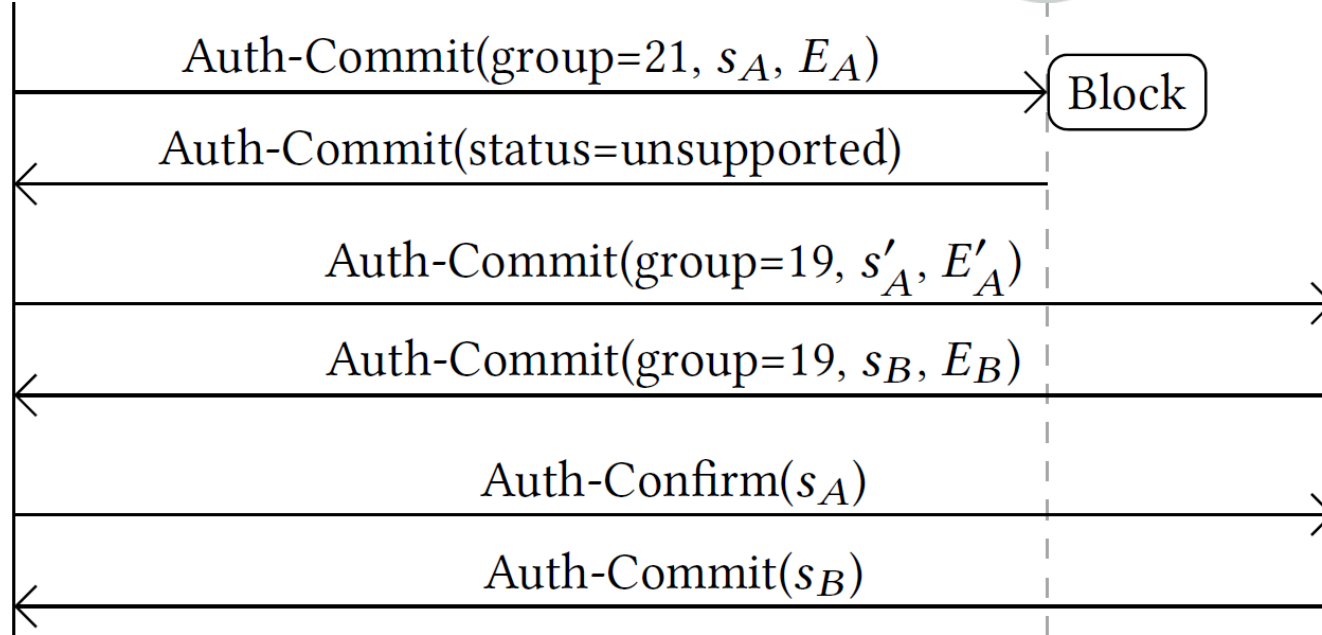 Auth-Commit(group=21, s_A, E_A)
Block
Auth-Commit(status=unsupported)
Auth-Commit(group=19, s′_A, E′_A)
Auth-Commit(group=19, s_B, E_B)
Auth-Confirm(s_A)
Auth-Commit(s_B)